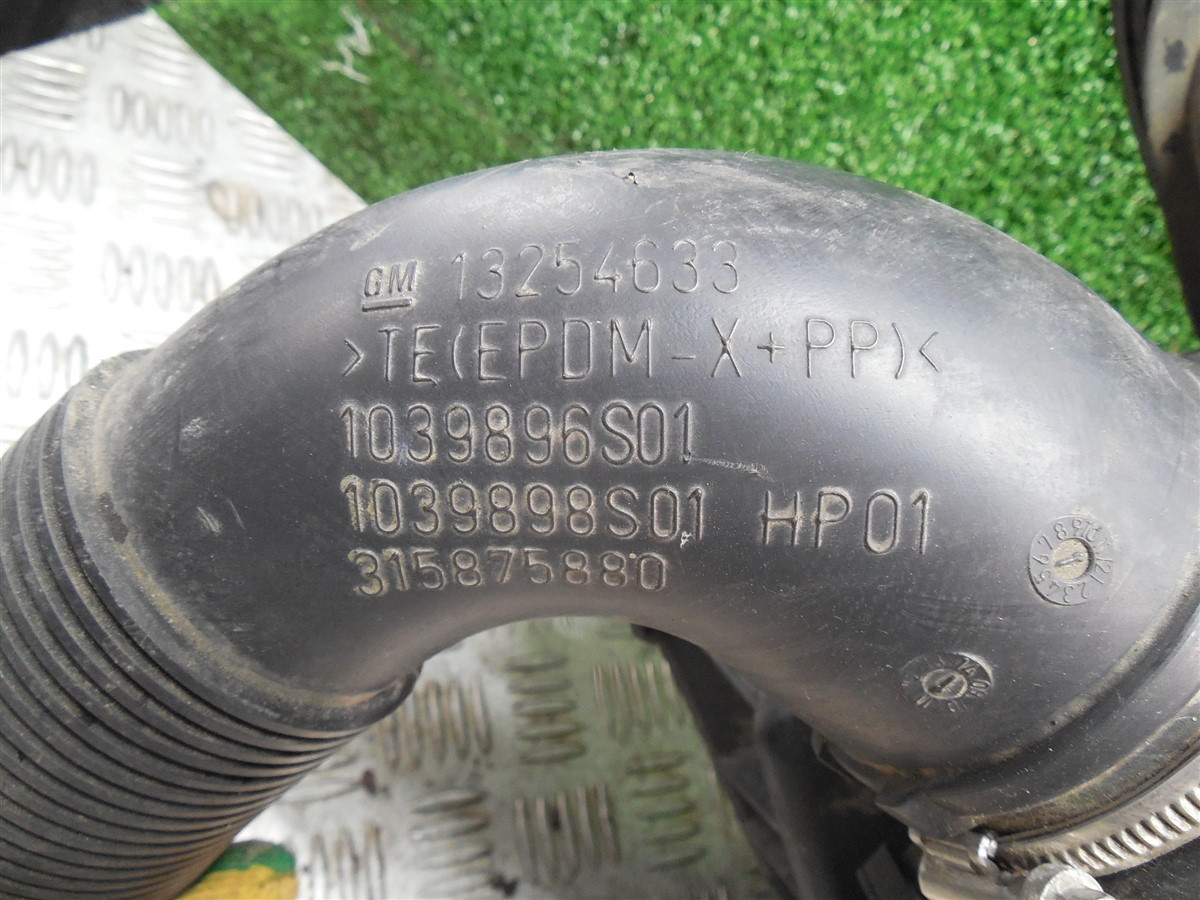 GM 13254633
>TE(EPDM-X+PP)<
1039896S01
1039898S01 HP01
315875880